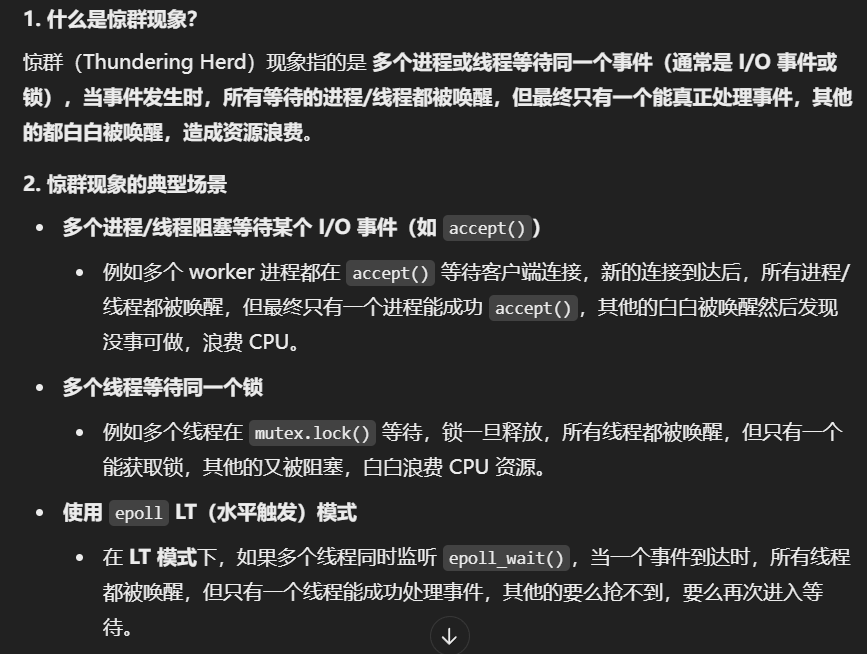 1. 什么是惊群现象？
惊群（Thundering Herd）现象指的是 多个进程或线程等待同一个事件（通常是 I/O 事件或
锁），当事件发生时，所有等待的进程/线程都被唤醒，但最终只有一个能真正处理事件，其他
的都白白被唤醒，造成资源浪费。
2. 惊群现象的典型场景
• 多个进程/线程阻塞等待某个 I/O 事件（如 accept()）
• 例如多个 worker 进程都在 accept() 等待客户端连接，新的连接到达后，所有进程/
线程都被唤醒，但最终只有一个进程能成功 accept()，其他的白白被唤醒然后发现
没事可做，浪费 CPU。
• 多个线程等待同一个锁
• 例如多个线程在 mutex.lock() 等待，锁一旦释放，所有线程都被唤醒，但只有一个
能获取锁，其他的又被阻塞，白白浪费 CPU 资源。
• 使用 epoll LT（水平触发）模式
• 在 LT 模式下，如果多个线程同时监听 epoll_wait()，当一个事件到达时，所有线程
都被唤醒，但只有一个线程能成功处理事件，其他的要么抢不到，要么再次进入等
待。